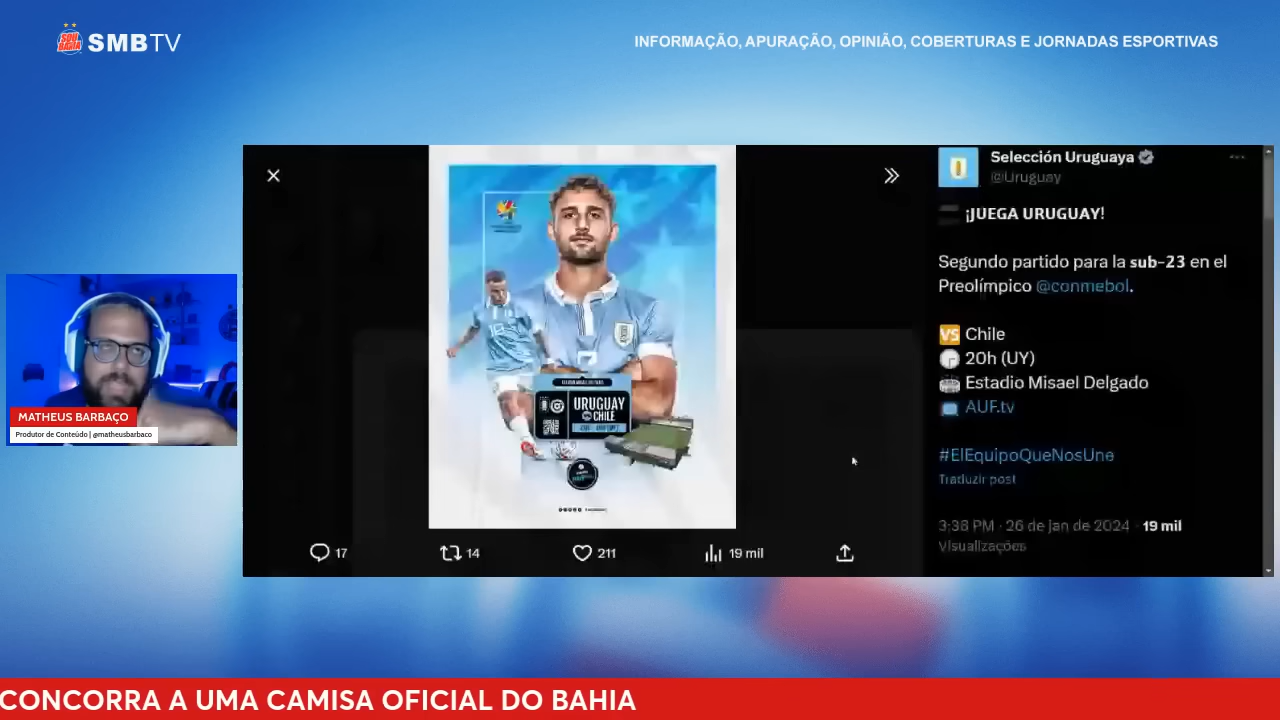 SOU
BAHIA
SMBTV
INFORMAÇÃO, APURAÇÃO, OPINIÃO, COBERTURAS E JORNADAS ESPORTIVAS
Selección Uruguaya
@Uruguay
¡JUEGA URUGUAY!
Segundo partido para la sub-23 en el
Preolímpico @conmebol.
VS Chile
20h (UY)
Estadio Misael Delgado
AUF.tv
#ElEquipoQueNosUne
Traduzir post
3:38 PM · 26 de jan de 2024 · 19 mil
Visualizações
URUGUAY
CHILE
17
14
211
19 mil
MATHEUS BARBAÇO
Produtor de Conteúdo | @matheusbarbaco
CONCORRA A UMA CAMISA OFICIAL DO BAHIA